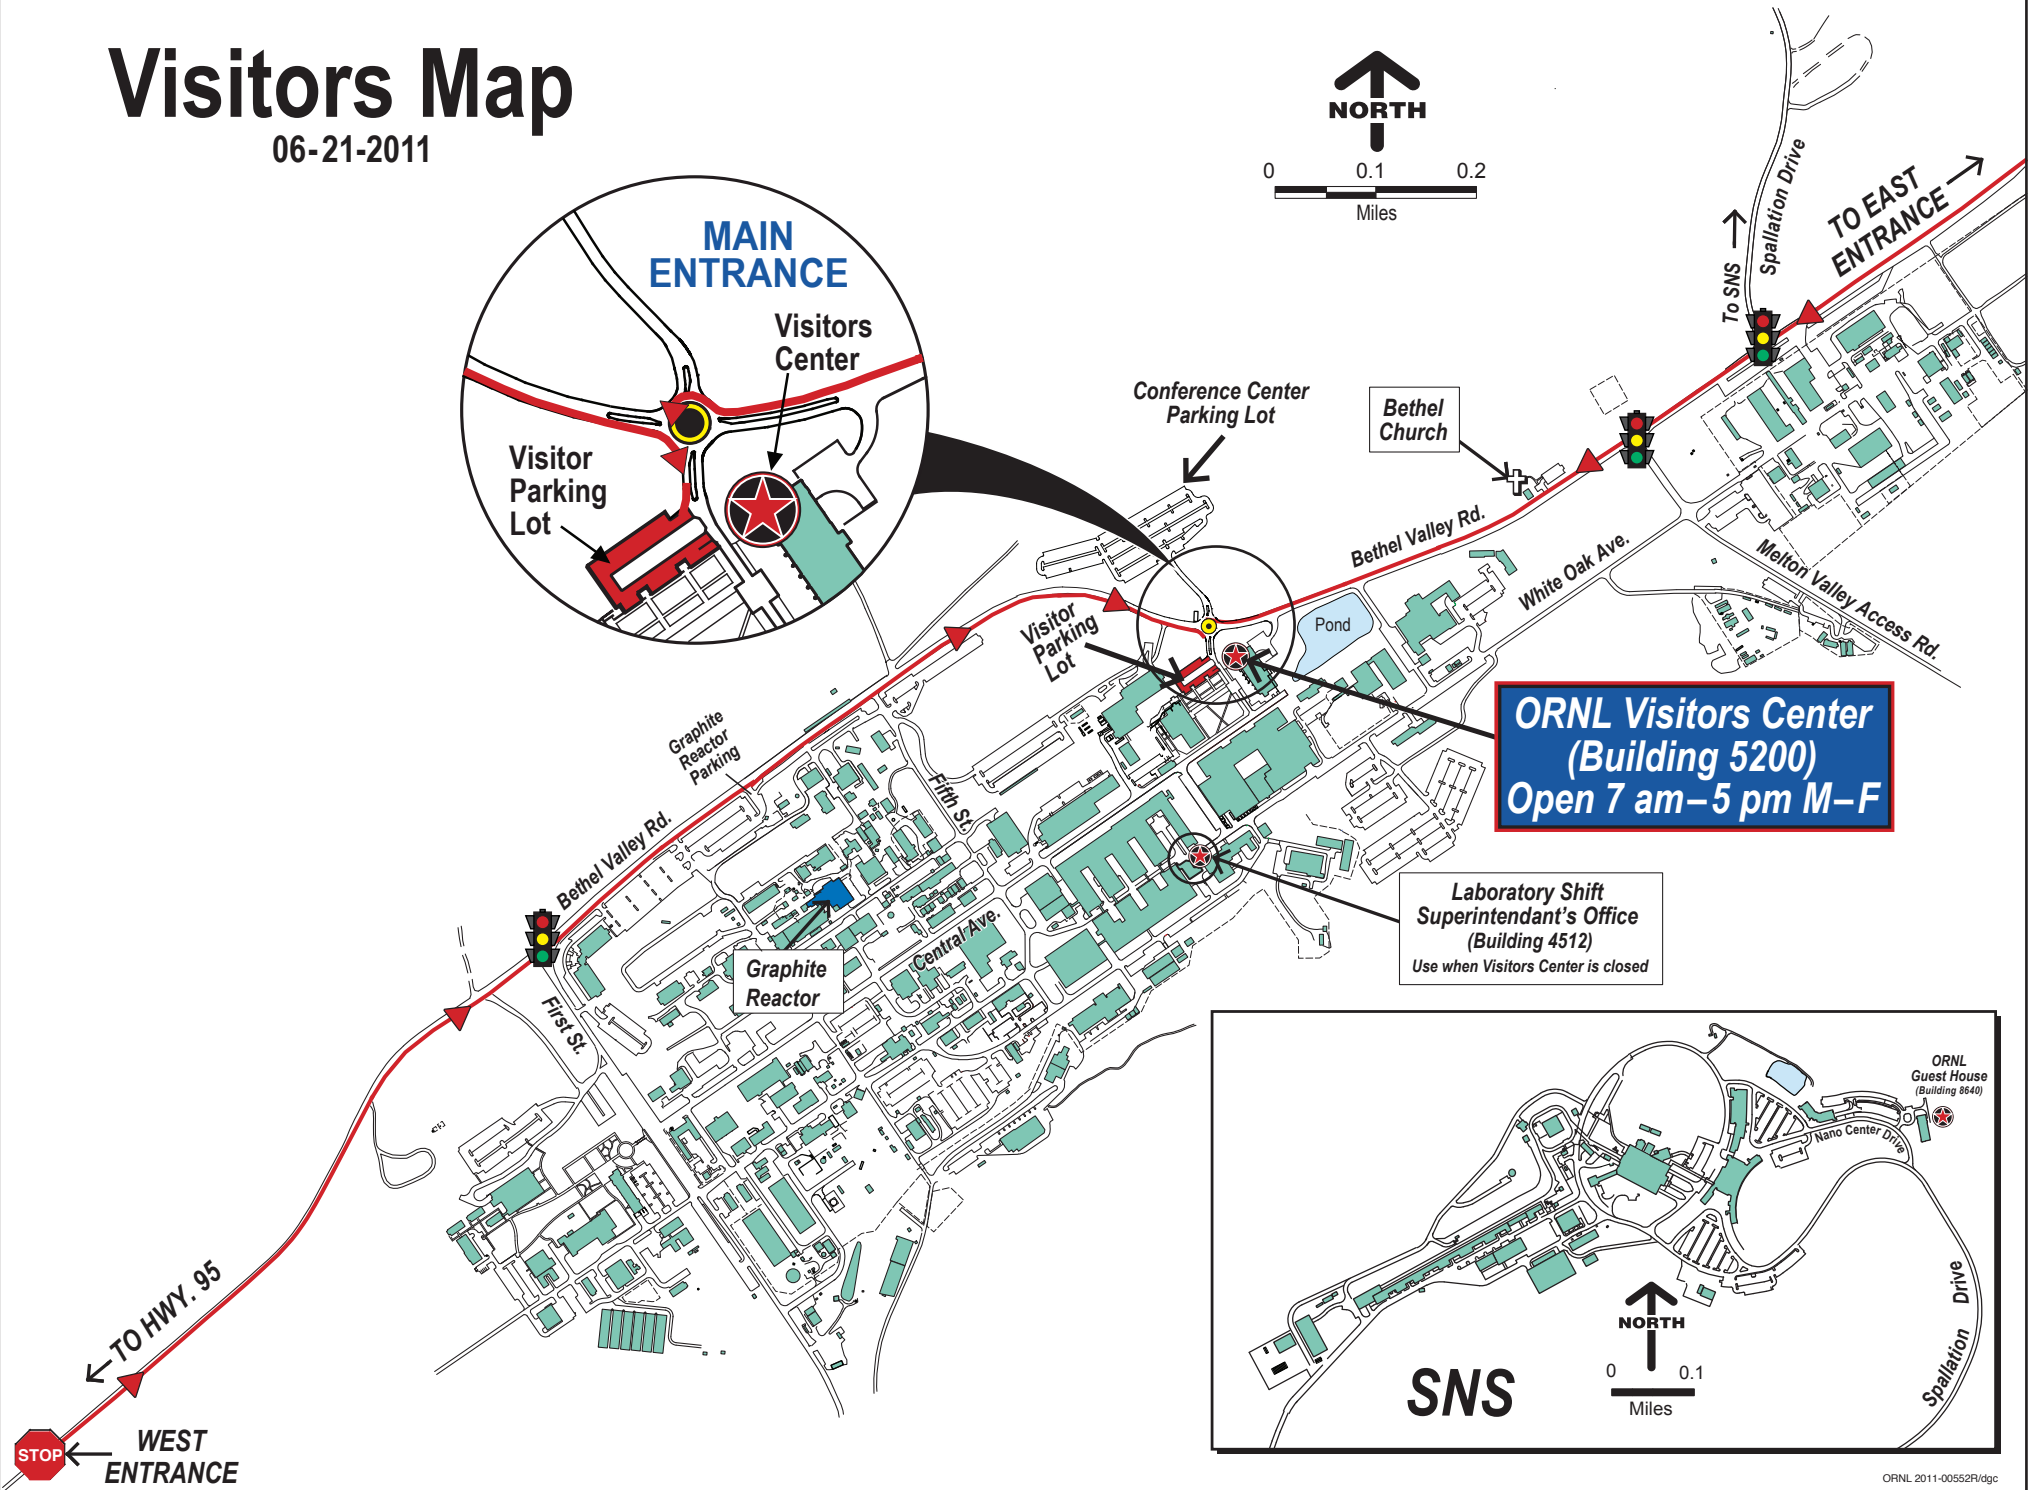 Visitors Map
06-21-2011
NORTH
0 0.1 0.2
Miles
MAIN
ENTRANCE
Visitors
Center
Visitor
Parking
Lot
Conference Center
Parking Lot
Bethel
Church
To SNS
Spallation Drive
TO EAST
ENTRANCE
Bethel Valley Rd.
White Oak Ave.
Melton Valley Access Rd.
Pond
Visitor
Parking
Lot
ORNL Visitors Center
(Building 5200)
Open 7 am–5 pm M–F
Graphite
Reactor
Parking
Fifth St.
Bethel Valley Rd.
Laboratory Shift
Superintendant's Office
(Building 4512)
Use when Visitors Center is closed
Central Ave.
Graphite
Reactor
First St.
TO HWY. 95
STOP
WEST
ENTRANCE
ORNL
Guest House
(Building 8640)
Nano Center Drive
Spallation Drive
NORTH
0 0.1
Miles
SNS
ORNL 2011-00552R/dgc